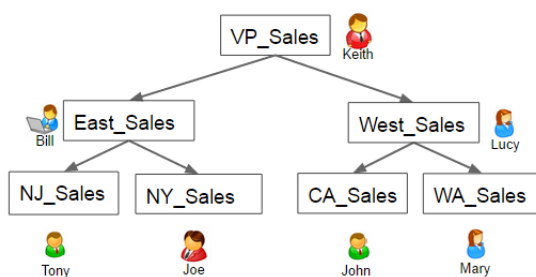 VP_Sales
Keith
East_Sales
Bill
West_Sales
Lucy
NJ_Sales
NY_Sales
CA_Sales
WA_Sales
Tony
Joe
John
Mary